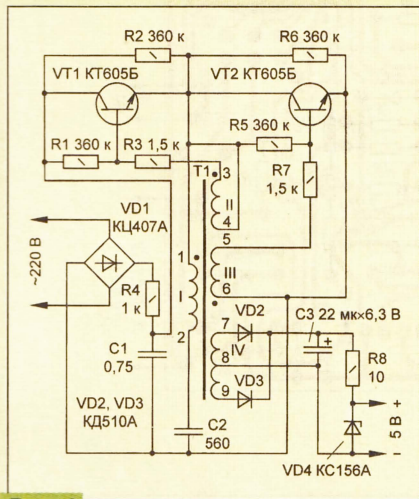 R2 360 к
R6 360 к
VT1 КТ605Б
VT2 КТ605Б
R5 360 к
R1 360 к
R3 1,5 к
R7
1,5 к
Т1
3
II
4
5
VD1
КЦ407А
~220 В
R4
1 к
1
I
2
III
6
C1
0,75
7
VD2
C3 22 мк×6,3 В
+
8
IV
9
VD3
R8
10
VD2, VD3
КД510А
C2
560
+
5 В
−
VD4 КС156А